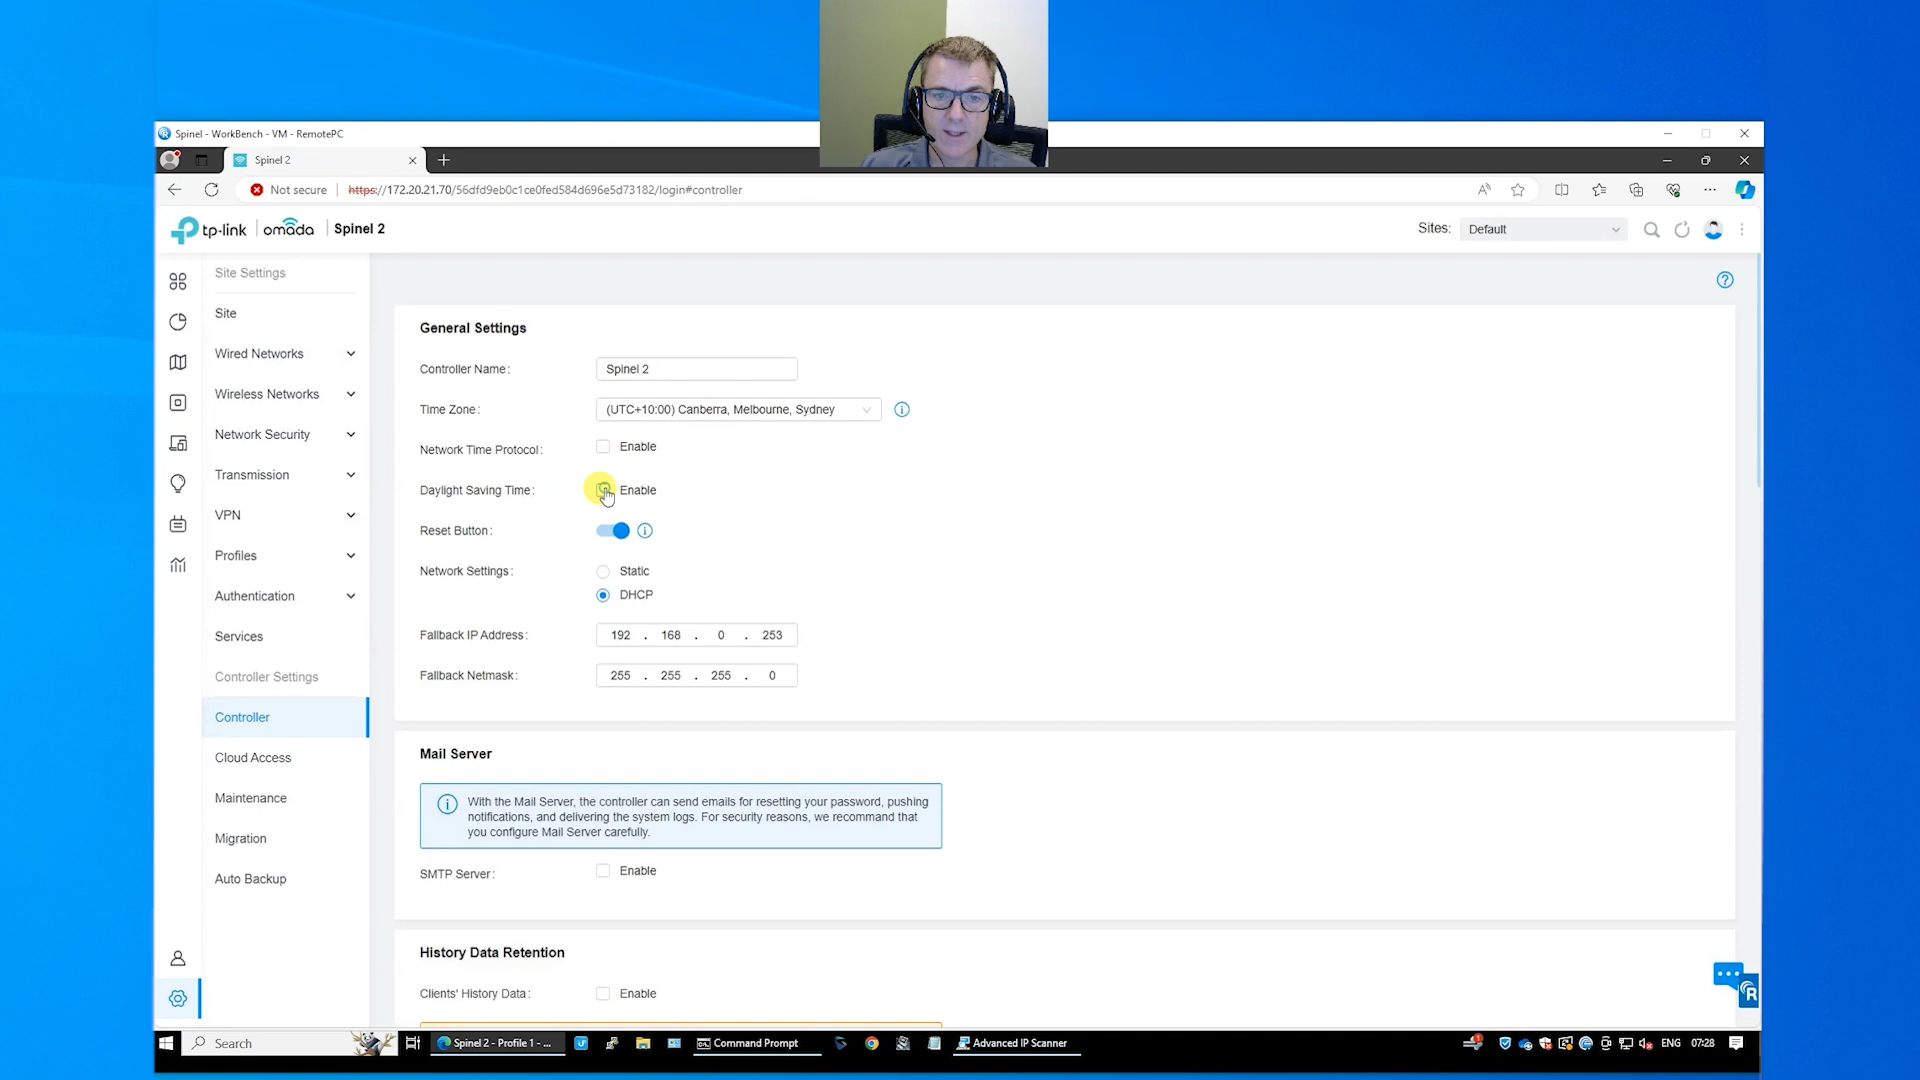 Spinel - WorkBench - VM - RemotePC
Spinel 2
Not secure
https://172.20.21.70/56dfd9eb0c1ce0fed584d696e5d73182/login#controller
tp-link
omada
Spinel 2
Sites:
Default
Site Settings
Site
Wired Networks
Wireless Networks
Network Security
Transmission
VPN
Profiles
Authentication
Services
Controller Settings
Controller
Cloud Access
Maintenance
Migration
Auto Backup
General Settings
Controller Name:
Spinel 2
Time Zone:
(UTC+10:00) Canberra, Melbourne, Sydney
Network Time Protocol:
Enable
Daylight Saving Time:
Enable
Reset Button:
Network Settings:
Static
DHCP
Fallback IP Address:
192 . 168 . 0 . 253
Fallback Netmask:
255 . 255 . 255 . 0
Mail Server
With the Mail Server, the controller can send emails for resetting your password, pushing
notifications, and delivering the system logs. For security reasons, we recommand that
you configure Mail Server carefully.
SMTP Server:
Enable
History Data Retention
Clients' History Data:
Enable
Search
Spinel 2 - Profile 1 - ...
Command Prompt
Advanced IP Scanner
ENG
07:28